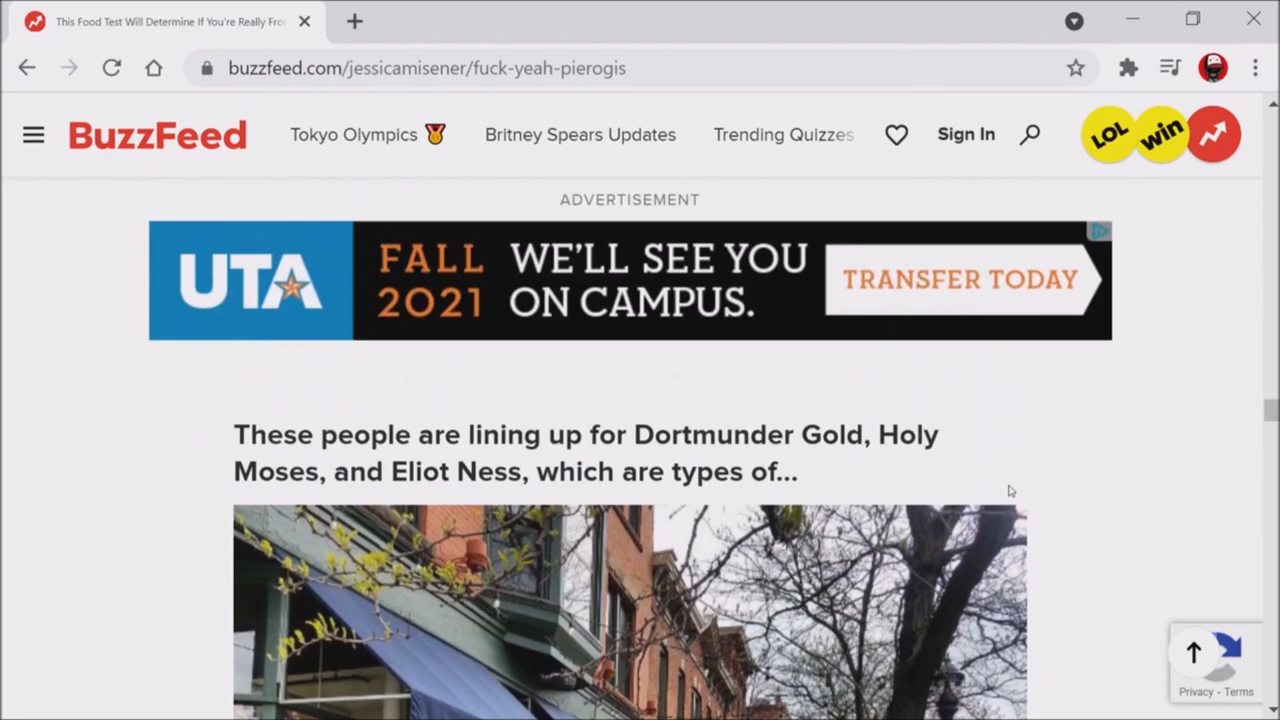 This Food Test Will Determine If You're Really Fro
buzzfeed.com/jessicamisener/fuck-yeah-pierogis
BuzzFeed
Tokyo Olympics
Britney Spears Updates
Trending Quizzes
Sign In
LOL
win
ADVERTISEMENT
UTA
FALL
2021
WE'LL SEE YOU
ON CAMPUS.
TRANSFER TODAY
These people are lining up for Dortmunder Gold, Holy
Moses, and Eliot Ness, which are types of...
Privacy - Terms